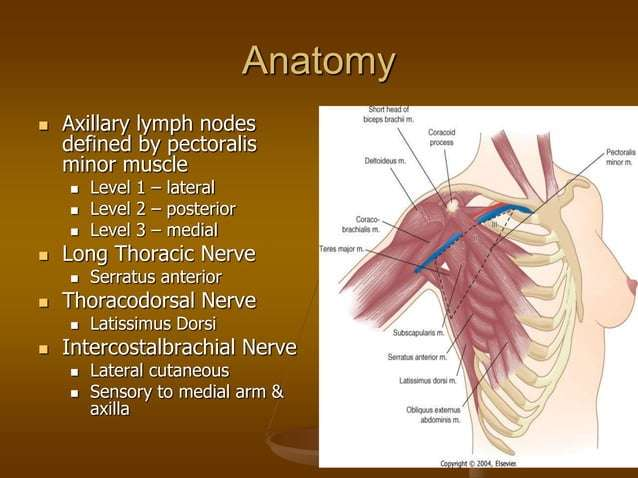 Anatomy
Axillary lymph nodes
defined by pectoralis
minor muscle
Level 1 – lateral
Level 2 – posterior
Level 3 – medial
Long Thoracic Nerve
Serratus anterior
Thoracodorsal Nerve
Latissimus Dorsi
Intercostalbrachial Nerve
Lateral cutaneous
Sensory to medial arm &
axilla
Short head of
biceps brachii m.
Coracoid
process
Deltoideus m.
Pectoralis
minor m.
Coraco-
brachialis m.
Teres major m.
III
Subscapularis m.
Serratus anterior m.
Latissimus dorsi m.
Obliquus externus
abdominis m.
Copyright © 2004, Elsevier